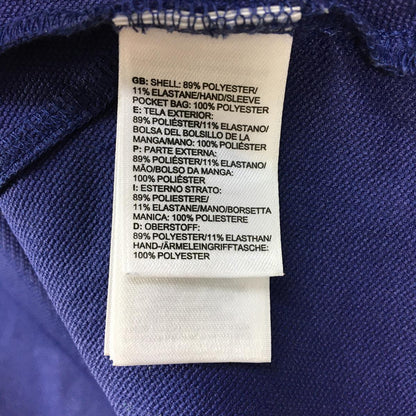 GB: SHELL: 89% POLYESTER/
11% ELASTANE/HAND/SLEEVE
POCKET BAG: 100% POLYESTER
E: TELA EXTERIOR:
89% POLIÉSTER/11% ELASTANO/
BOLSA DEL BOLSILLO DE LA
MANGA/MANO: 100% POLIÉSTER
P: PARTE EXTERNA:
89% POLIÉSTER/11% ELASTANO/
MÃO/BOLSO DA MANGA:
100% POLIÉSTER
I: ESTERNO STRATO:
89% POLIESTERE/
11% ELASTANE/MANO/BORSETTA
MANICA: 100% POLIESTERE
D: OBERSTOFF:
89% POLYESTER/11% ELASTHAN/
HAND-/ÄRMELEINGRIFFTASCHE:
100% POLYESTER